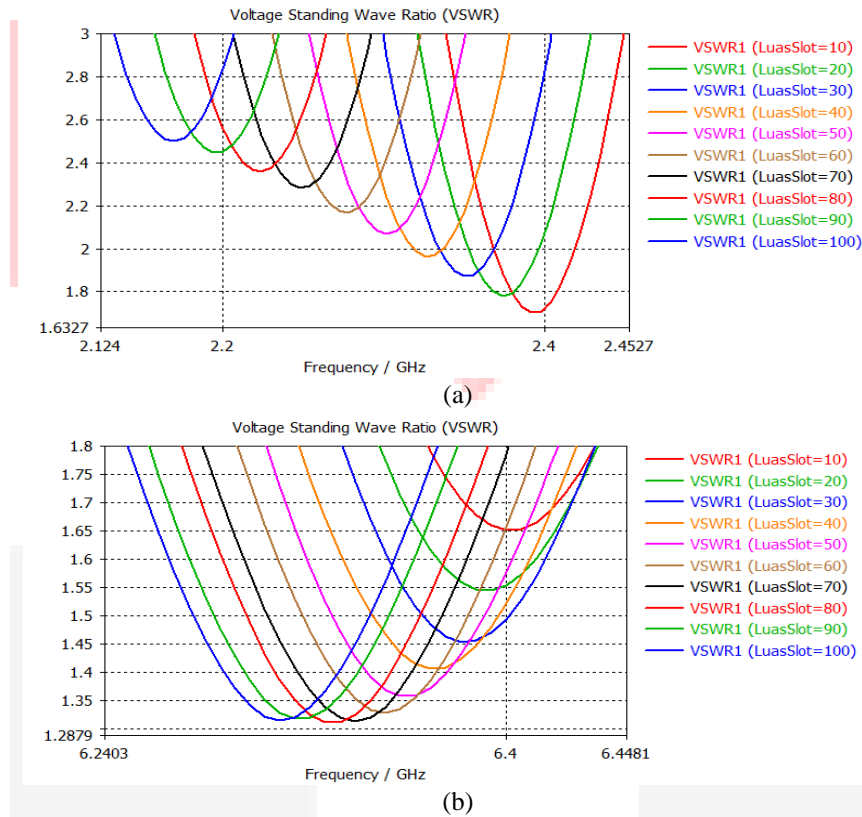 Voltage Standing Wave Ratio (VSWR)
3
2.8
2.6
2.4
2.2
2
1.8
1.6327
2.124
2.2
2.4
2.4527
Frequency / GHz
VSWR1 (LuasSlot=10)
VSWR1 (LuasSlot=20)
VSWR1 (LuasSlot=30)
VSWR1 (LuasSlot=40)
VSWR1 (LuasSlot=50)
VSWR1 (LuasSlot=60)
VSWR1 (LuasSlot=70)
VSWR1 (LuasSlot=80)
VSWR1 (LuasSlot=90)
VSWR1 (LuasSlot=100)
(a)
Voltage Standing Wave Ratio (VSWR)
1.8
1.75
1.7
1.65
1.6
1.55
1.5
1.45
1.4
1.35
1.2879
6.2403
6.4
6.4481
Frequency / GHz
VSWR1 (LuasSlot=10)
VSWR1 (LuasSlot=20)
VSWR1 (LuasSlot=30)
VSWR1 (LuasSlot=40)
VSWR1 (LuasSlot=50)
VSWR1 (LuasSlot=60)
VSWR1 (LuasSlot=70)
VSWR1 (LuasSlot=80)
VSWR1 (LuasSlot=90)
VSWR1 (LuasSlot=100)
(b)